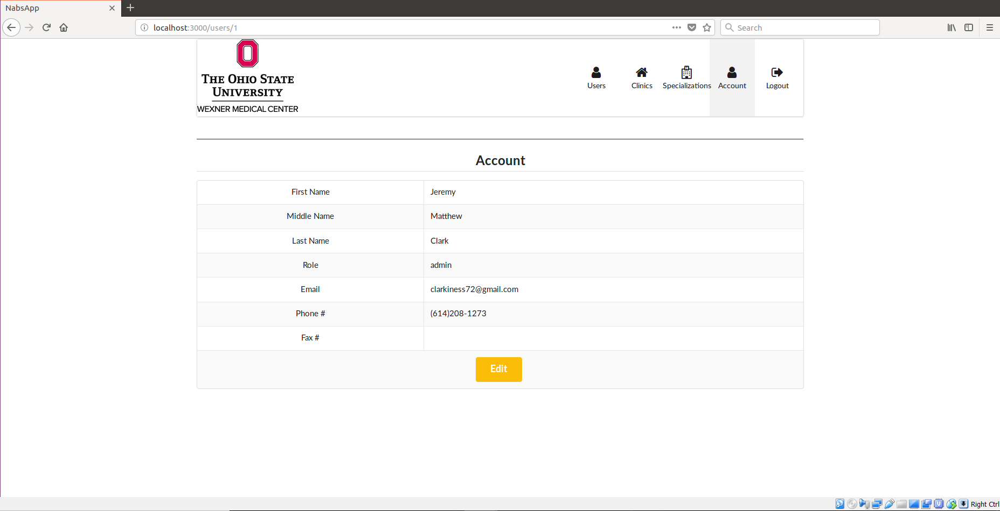 NabsApp
localhost:3000/users/1
Search
THE OHIO STATE
UNIVERSITY
WEXNER MEDICAL CENTER
Users
Clinics
Specializations
Account
Logout
Account
First Name Jeremy
Middle Name Matthew
Last Name Clark
Role admin
Email clarkiness72@gmail.com
Phone # (614)208-1273
Fax #
Edit
Right Ctrl